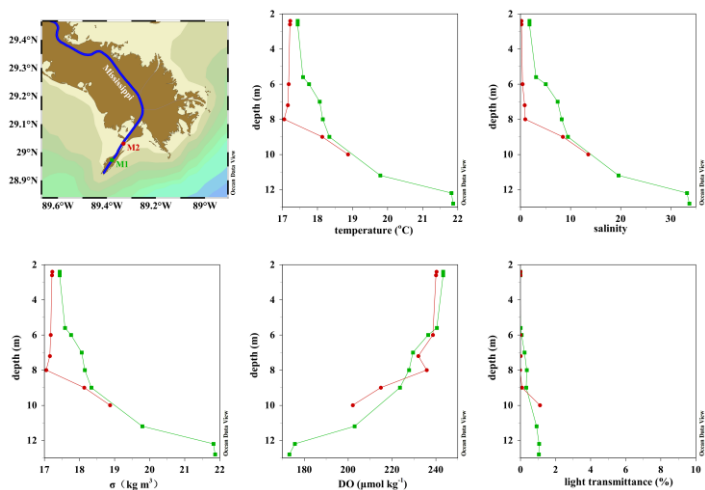 29.4°N
29.3°N
29.2°N
29.1°N
29°N
28.9°N
89.6°W
89.4°W
89.2°W
89°W
Mississippi
M2
M1
Ocean Data View
depth (m)
2
4
6
8
10
12
17
18
19
20
21
22
temperature (°C)
Ocean Data View
depth (m)
2
4
6
8
10
12
0
10
20
30
salinity
Ocean Data View
depth (m)
2
4
6
8
10
12
17
18
19
20
21
22
σ (kg m³)
Ocean Data View
depth (m)
2
4
6
8
10
12
180
200
220
240
DO (μmol kg⁻¹)
Ocean Data View
depth (m)
2
4
6
8
10
12
0
2
4
6
8
10
light transmittance (%)
Ocean Data View